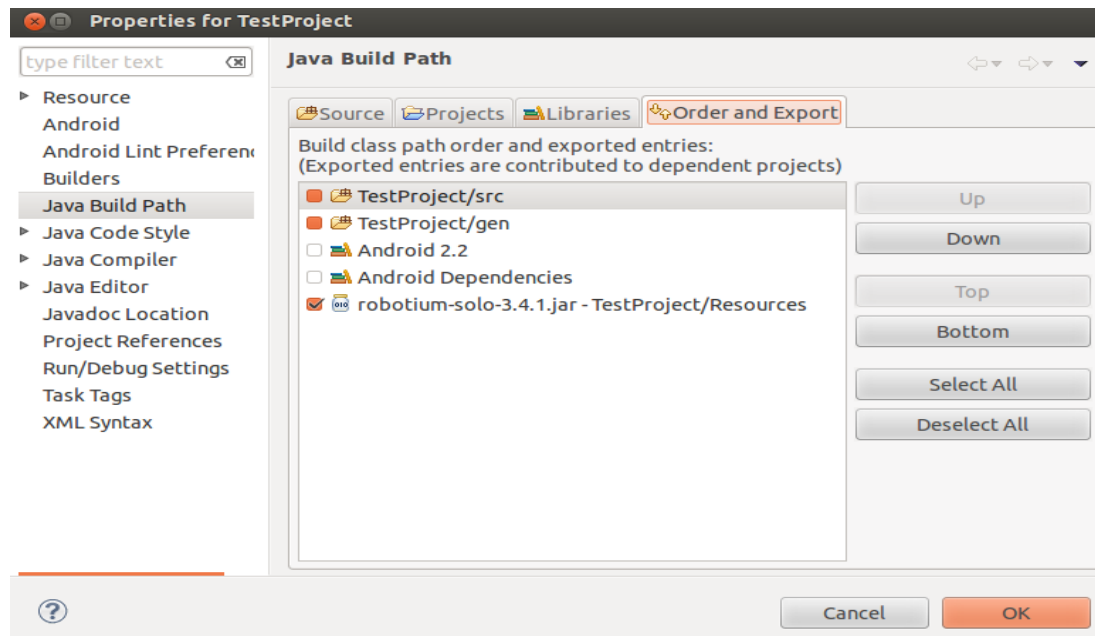 Properties for TestProject
type filter text
Resource
Android
Android Lint Preferen
Builders
Java Build Path
Java Code Style
Java Compiler
Java Editor
Javadoc Location
Project References
Run/Debug Settings
Task Tags
XML Syntax
Java Build Path
Source Projects Libraries Order and Export
Build class path order and exported entries:
(Exported entries are contributed to dependent projects)
TestProject/src
TestProject/gen
Android 2.2
Android Dependencies
robotium-solo-3.4.1.jar - TestProject/Resources
Up
Down
Top
Bottom
Select All
Deselect All
Cancel OK